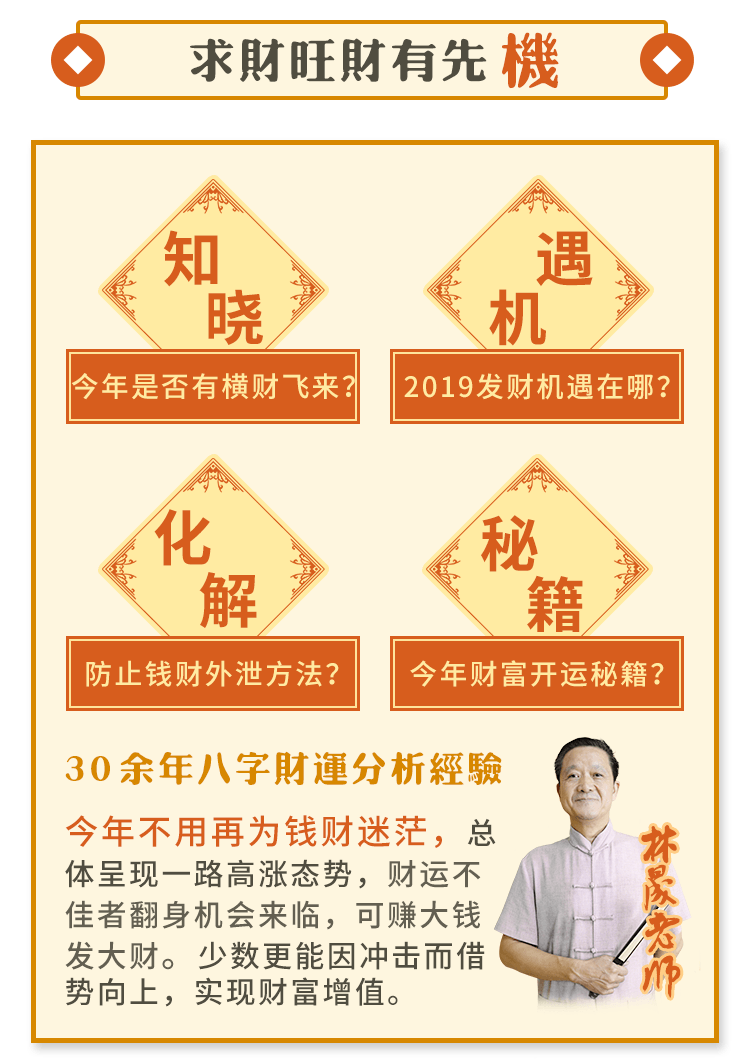 求財旺財有先機
知晓
今年是否有横财飞来?
遇机
2019发财机遇在哪?
化解
防止钱财外泄方法?
秘籍
今年财富开运秘籍?
30余年八字財運分析經驗
今年不用再为钱财迷茫，总
体呈现一路高涨态势，财运不
佳者翻身机会来临，可赚大钱
发大财。少数更能因冲击而借
势向上，实现财富增值。
林晟老师